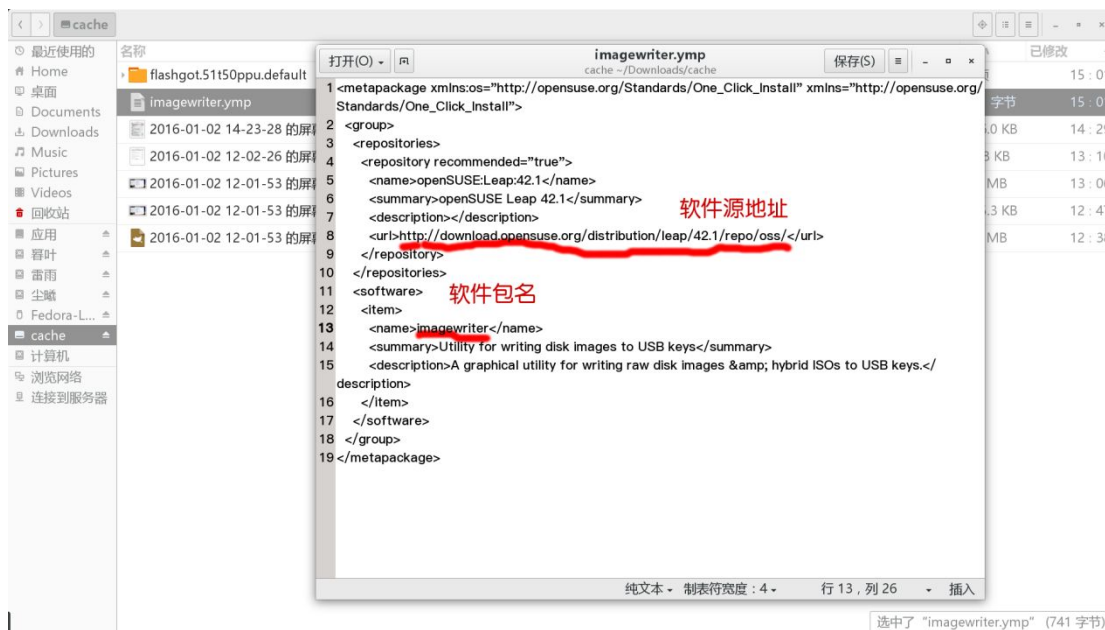 cache
最近使用的
Home
桌面
Documents
Downloads
Music
Pictures
Videos
回收站
应用
暮叶
雷雨
尘曦
Fedora-L...
cache
计算机
浏览网络
连接到服务器
名称
已修改
flashgot.51t50ppu.default
15:0
imagewriter.ymp
字节
15:0
2016-01-02 14-23-28 的屏
.0 KB
14:2
2016-01-02 12-02-26 的屏
KB
13:1
2016-01-02 12-01-53 的屏
MB
13:0
2016-01-02 12-01-53 的屏
.3 KB
12:4
2016-01-02 12-01-53 的屏
MB
12:3
打开(O)
imagewriter.ymp
cache ~/Downloads/cache
保存(S)
1 <metapackage xmlns:os="http://opensuse.org/Standards/One_Click_Install" xmlns="http://opensuse.org/
Standards/One_Click_Install">
2 <group>
3 <repositories>
4 <repository recommended="true">
5 <name>openSUSE:Leap:42.1</name>
6 <summary>openSUSE Leap 42.1</summary>
软件源地址
7 <description></description>
8 <url>http://download.opensuse.org/distribution/leap/42.1/repo/oss/</url>
9 </repository>
10 </repositories>
11 <software>
软件包名
12 <item>
13 <name>imagewriter</name>
14 <summary>Utility for writing disk images to USB keys</summary>
15 <description>A graphical utility for writing raw disk images &amp; hybrid ISOs to USB keys.</
description>
16 </item>
17 </software>
18 </group>
19 </metapackage>
纯文本 制表符宽度:4 行 13,列 26 插入
选中了 "imagewriter.ymp" (741 字节)